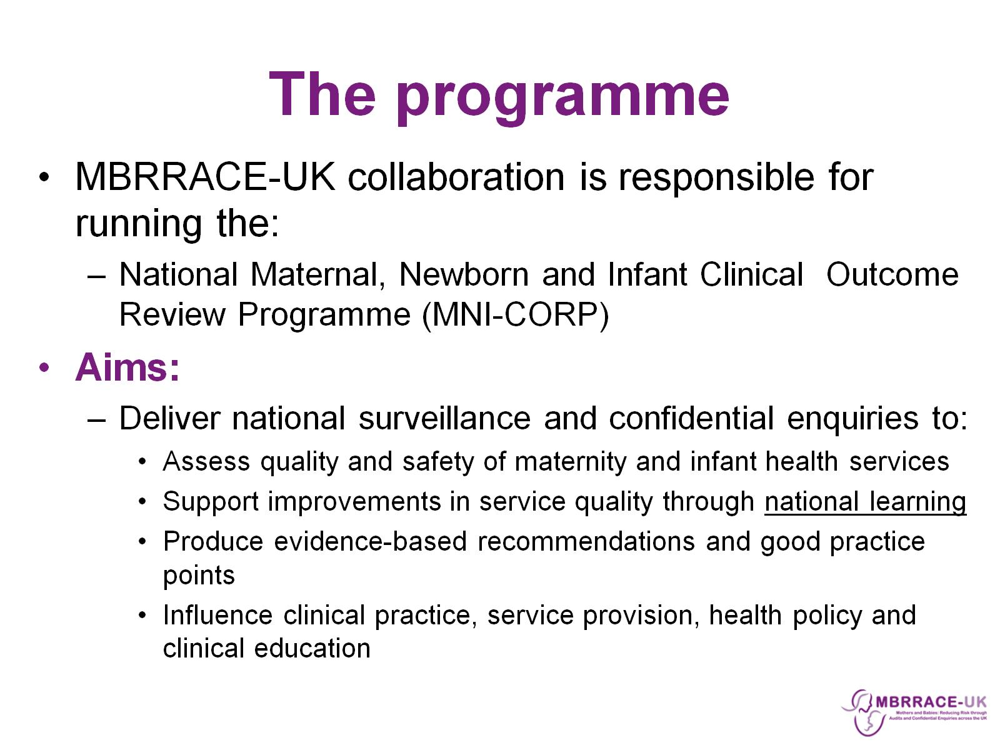 The programme
• MBRRACE-UK collaboration is responsible for
running the:
– National Maternal, Newborn and Infant Clinical Outcome
Review Programme (MNI-CORP)
• Aims:
– Deliver national surveillance and confidential enquiries to:
• Assess quality and safety of maternity and infant health services
• Support improvements in service quality through national learning
• Produce evidence-based recommendations and good practice
points
• Influence clinical practice, service provision, health policy and
clinical education
MBRRACE-UK
Mothers and Babies: Reducing Risk through
Audits and Confidential Enquiries across the UK